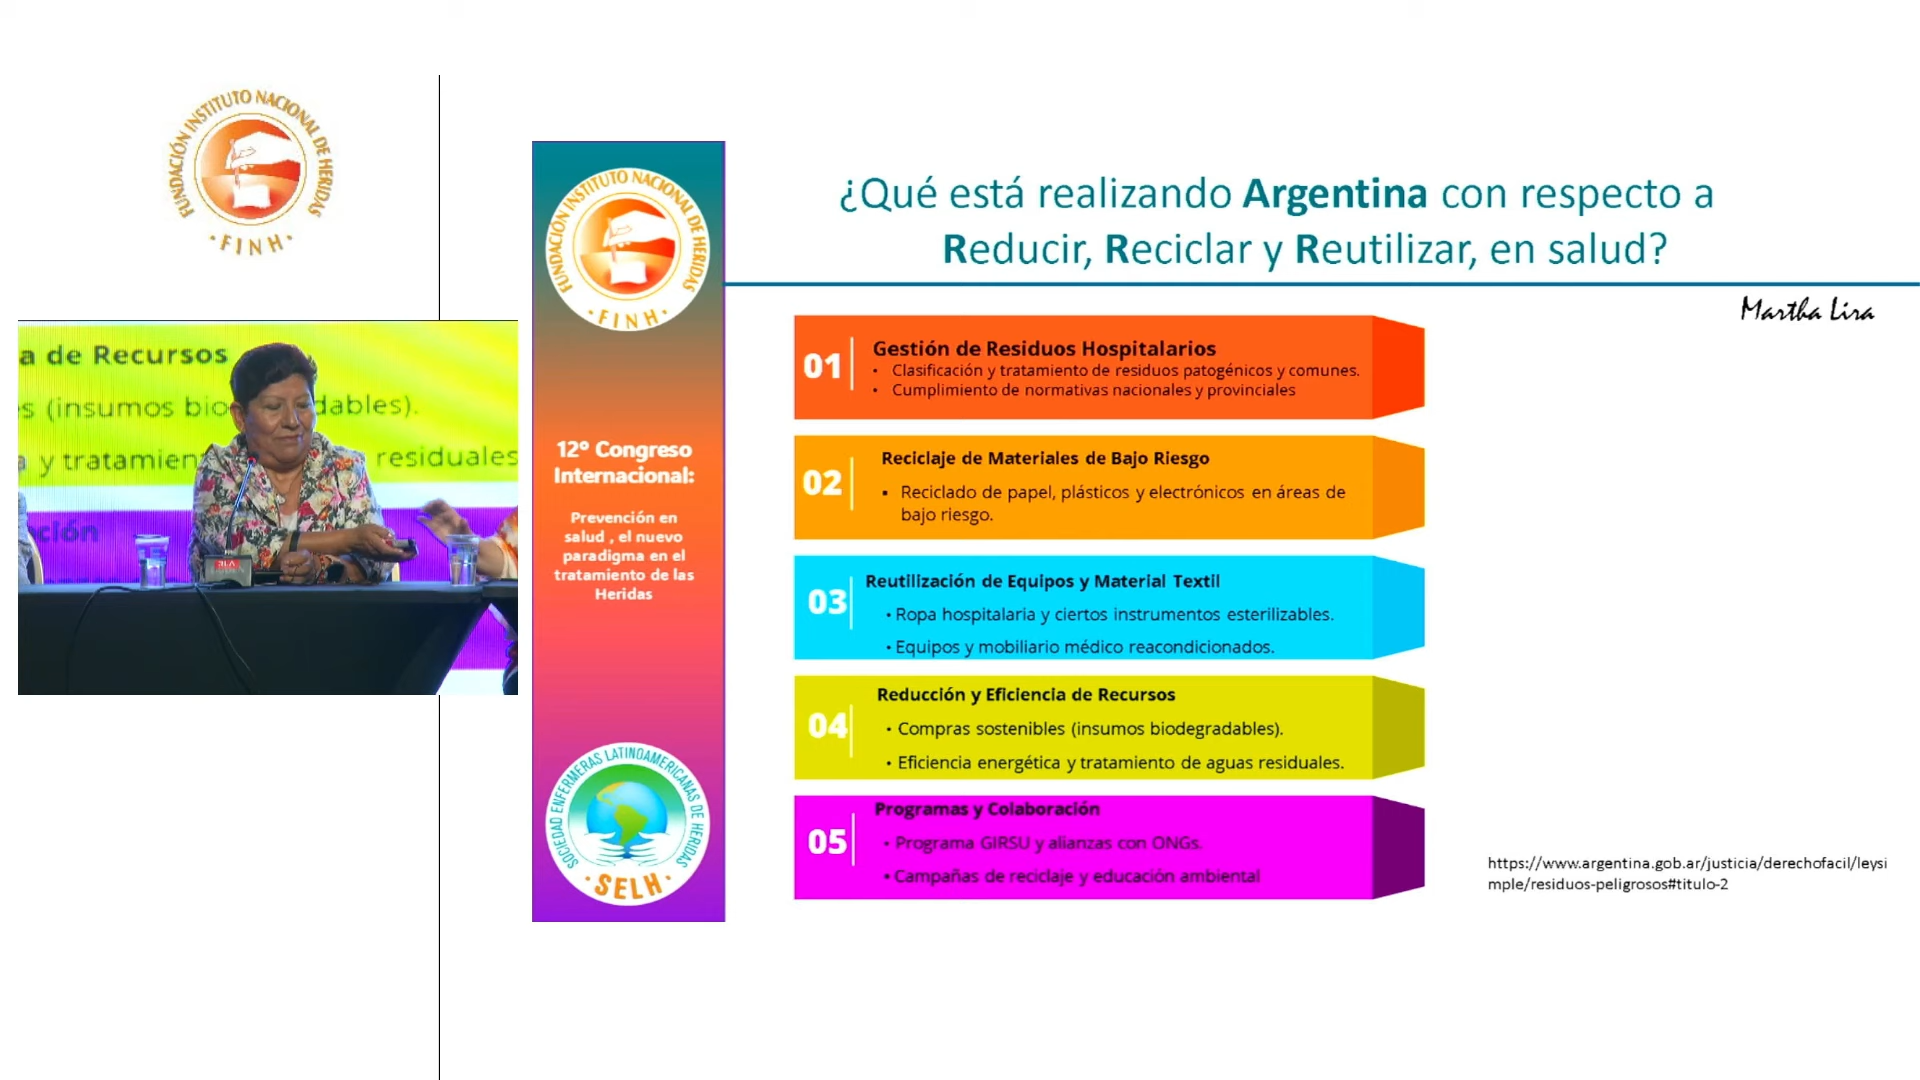 FUNDACIÓN INSTITUTO NACIONAL DE HERIDAS
· FINH ·
a de Recursos
s (insumos bio dables).
a y tratamien residuales
ción
FUNDACIÓN INSTITUTO NACIONAL DE HERIDAS
· FINH ·
12º Congreso
Internacional:
Prevención en
salud , el nuevo
paradigma en el
tratamiento de las
Heridas
SOCIEDAD ENFERMERAS LATINOAMERICANAS DE HERIDAS
· SELH ·
¿Qué está realizando Argentina con respecto a
Reducir, Reciclar y Reutilizar, en salud?
Martha Lira
01
Gestión de Residuos Hospitalarios
• Clasificación y tratamiento de residuos patogénicos y comunes.
• Cumplimiento de normativas nacionales y provinciales
02
Reciclaje de Materiales de Bajo Riesgo
▪ Reciclado de papel, plásticos y electrónicos en áreas de
bajo riesgo.
03
Reutilización de Equipos y Material Textil
• Ropa hospitalaria y ciertos instrumentos esterilizables.
• Equipos y mobiliario médico reacondicionados.
04
Reducción y Eficiencia de Recursos
• Compras sostenibles (insumos biodegradables).
• Eficiencia energética y tratamiento de aguas residuales.
05
Programas y Colaboración
• Programa GIRSU y alianzas con ONGs.
• Campañas de reciclaje y educación ambiental
https://www.argentina.gob.ar/justicia/derechofacil/leysi
mple/residuos-peligrosos#titulo-2